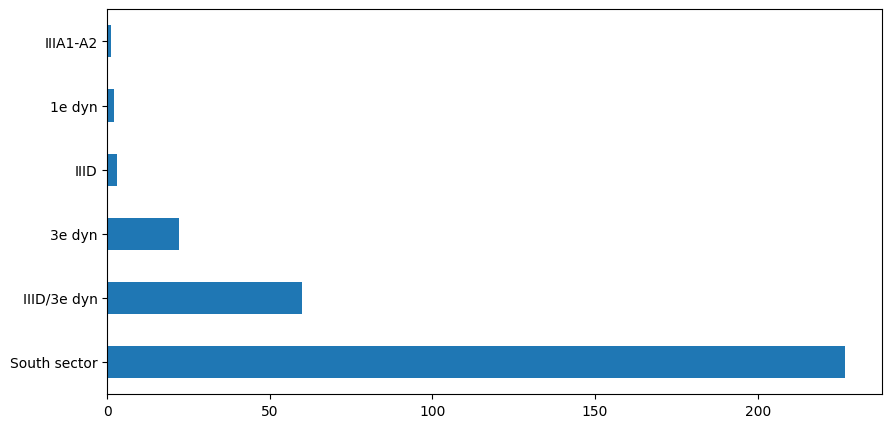 IIIA1-A2
1e dyn
IIID
3e dyn
IIID/3e dyn
South sector
0 50 100 150 200